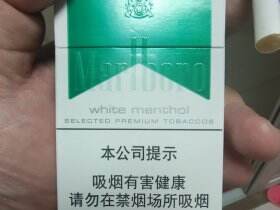 Marlboro
white menthol
SELECTED PREMIUM TOBACCOS
本公司提示
吸烟有害健康
请勿在禁烟场所吸烟